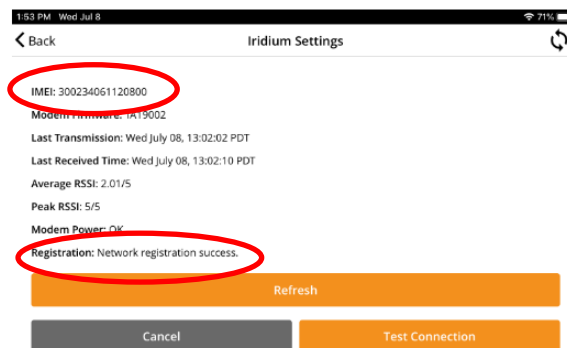 1:53 PM Wed Jul 8 71%
Back Iridium Settings
IMEI: 300234061120800
Modem Firmware: TA19002
Last Transmission: Wed July 08, 13:02:02 PDT
Last Received Time: Wed July 08, 13:02:10 PDT
Average RSSI: 2.01/5
Peak RSSI: 5/5
Modem Power: OK
Registration: Network registration success.
Refresh
Cancel Test Connection